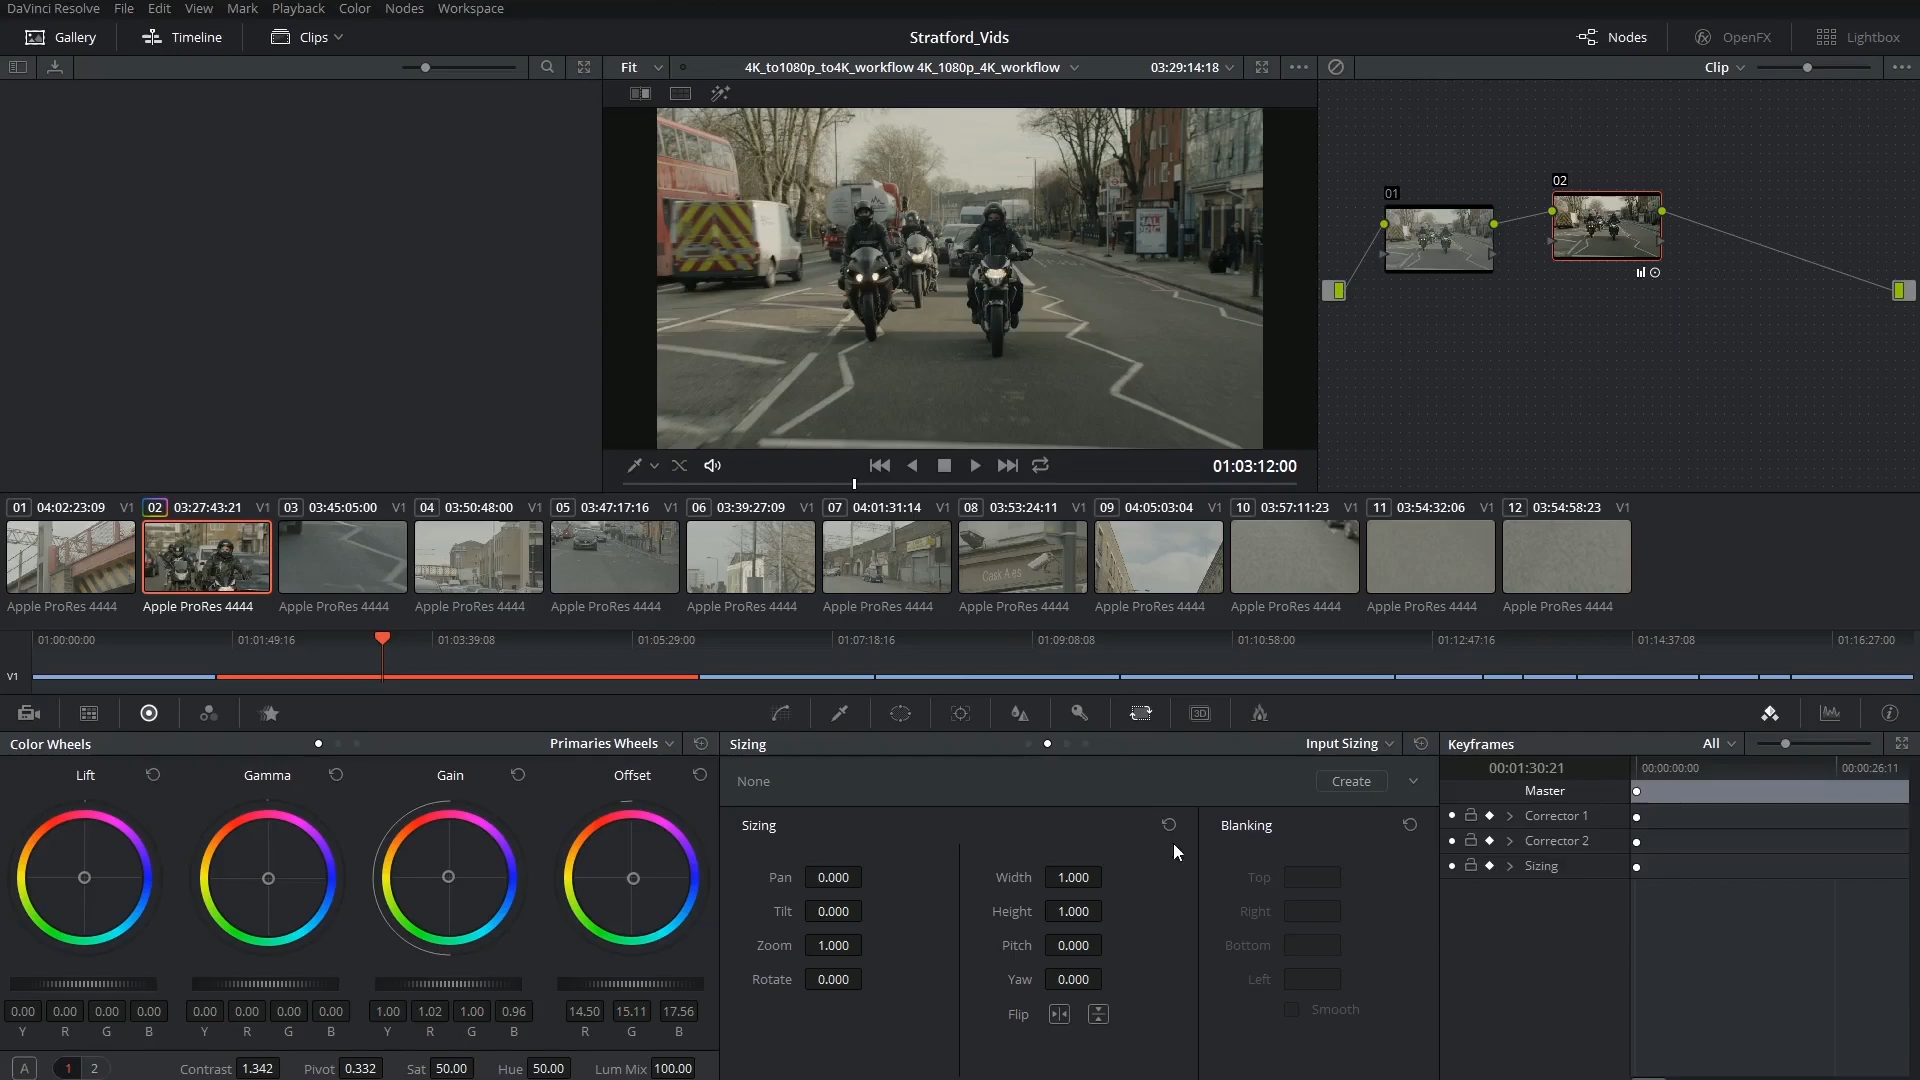 DaVinci Resolve File Edit View Mark Playback Color Nodes Workspace
Gallery Timeline Clips Stratford_Vids Nodes OpenFX Lightbox
Fit 4K_to1080p_to4K_workflow 4K_1080p_4K_workflow 03:29:14:18 Clip
01 02
01:03:12:00
01 04:02:23:09 V1 02 03:27:43:21 V1 03 03:45:05:00 V1 04 03:50:48:00 V1 05 03:47:17:16 V1 06 03:39:27:09 V1 07 04:01:31:14 V1 08 03:53:24:11 V1 09 04:05:03:04 V1 10 03:57:11:23 V1 11 03:54:32:06 V1 12 03:54:58:23 V1
Apple ProRes 4444 Apple ProRes 4444 Apple ProRes 4444 Apple ProRes 4444 Apple ProRes 4444 Apple ProRes 4444 Apple ProRes 4444 Apple ProRes 4444 Apple ProRes 4444 Apple ProRes 4444 Apple ProRes 4444 Apple ProRes 4444
01:00:00:00 01:01:49:16 01:03:39:08 01:05:29:00 01:07:18:16 01:09:08:08 01:10:58:00 01:12:47:16 01:14:37:08 01:16:27:00
V1
3D
Color Wheels Primaries Wheels Sizing Input Sizing Keyframes All
Lift Gamma Gain Offset None Create 00:01:30:21 00:00:00:00 00:00:26:11
Master
Sizing Blanking Corrector 1
Corrector 2
Sizing
Pan 0.000 Width 1.000 Top
Tilt 0.000 Height 1.000 Right
Zoom 1.000 Pitch 0.000 Bottom
Rotate 0.000 Yaw 0.000 Left
Flip Smooth
0.00 0.00 0.00 0.00 0.00 0.00 0.00 0.00 1.00 1.02 1.00 0.96 14.50 15.11 17.56
Y R G B Y R G B Y R G B R G B
A 1 2 Contrast 1.342 Pivot 0.332 Sat 50.00 Hue 50.00 Lum Mix 100.00